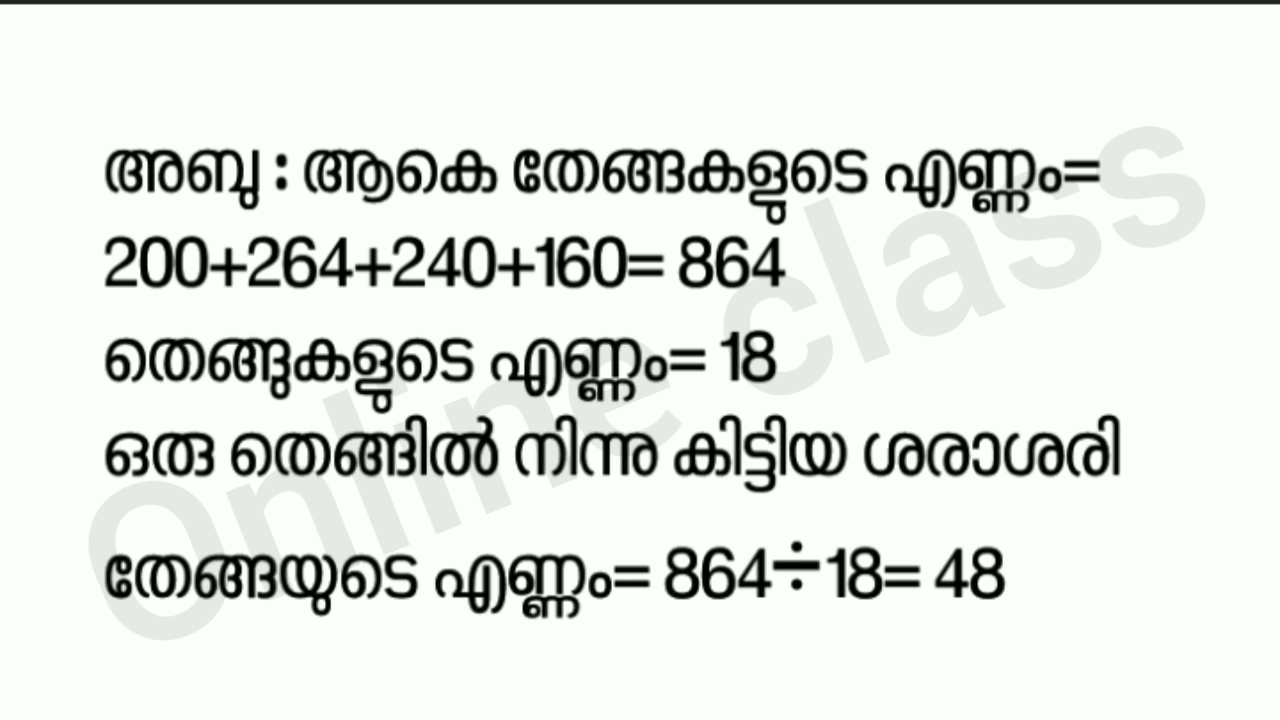 അബു : ആകെ തേങ്ങകളുടെ എണ്ണം=
200+264+240+160= 864
തെങ്ങുകളുടെ എണ്ണം= 18
ഒരു തെങ്ങിൽ നിന്നു കിട്ടിയ ശരാശരി
തേങ്ങയുടെ എണ്ണം= 864÷18= 48
Online class